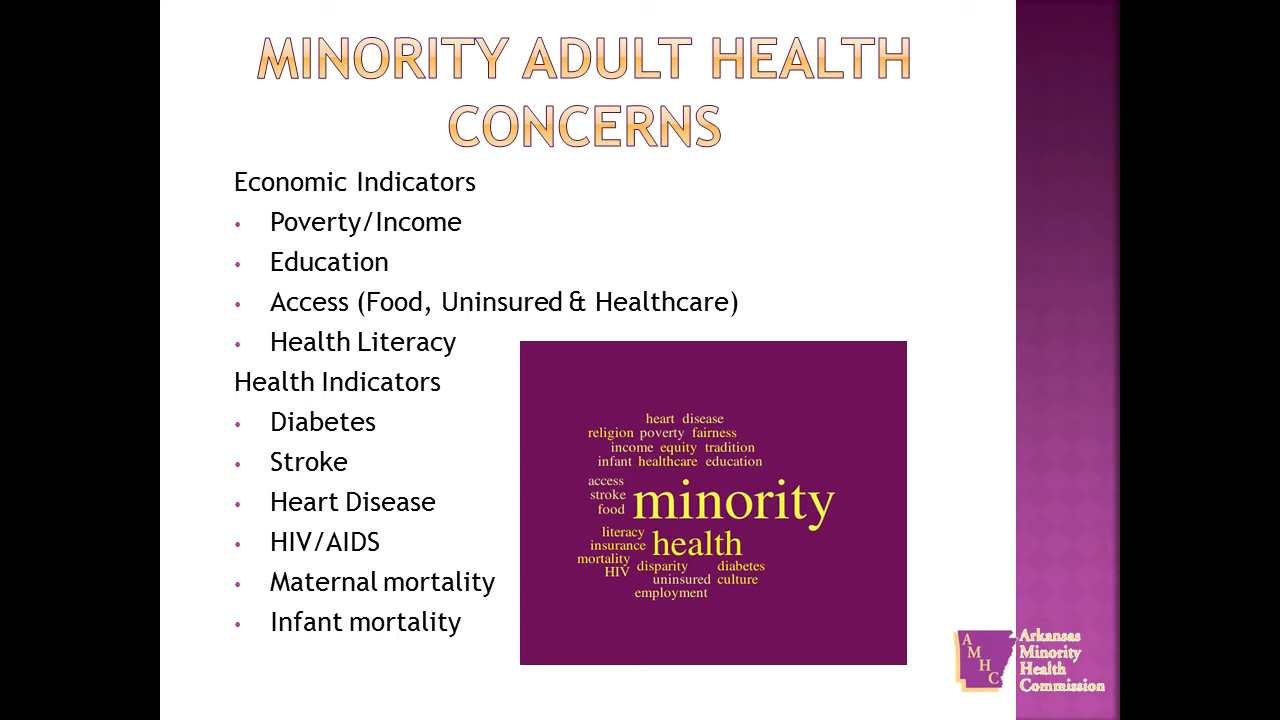 MINORITY ADULT HEALTH
CONCERNS
Economic Indicators
• Poverty/Income
• Education
• Access (Food, Uninsured & Healthcare)
• Health Literacy
Health Indicators
• Diabetes
• Stroke
• Heart Disease
• HIV/AIDS
• Maternal mortality
• Infant mortality
heart disease
religion poverty fairness
income equity tradition
infant healthcare education
access
stroke
food
minority
literacy
insurance
health
mortality
HIV
disparity diabetes
uninsured culture
employment
AMHC
Arkansas
Minority
Health
Commission